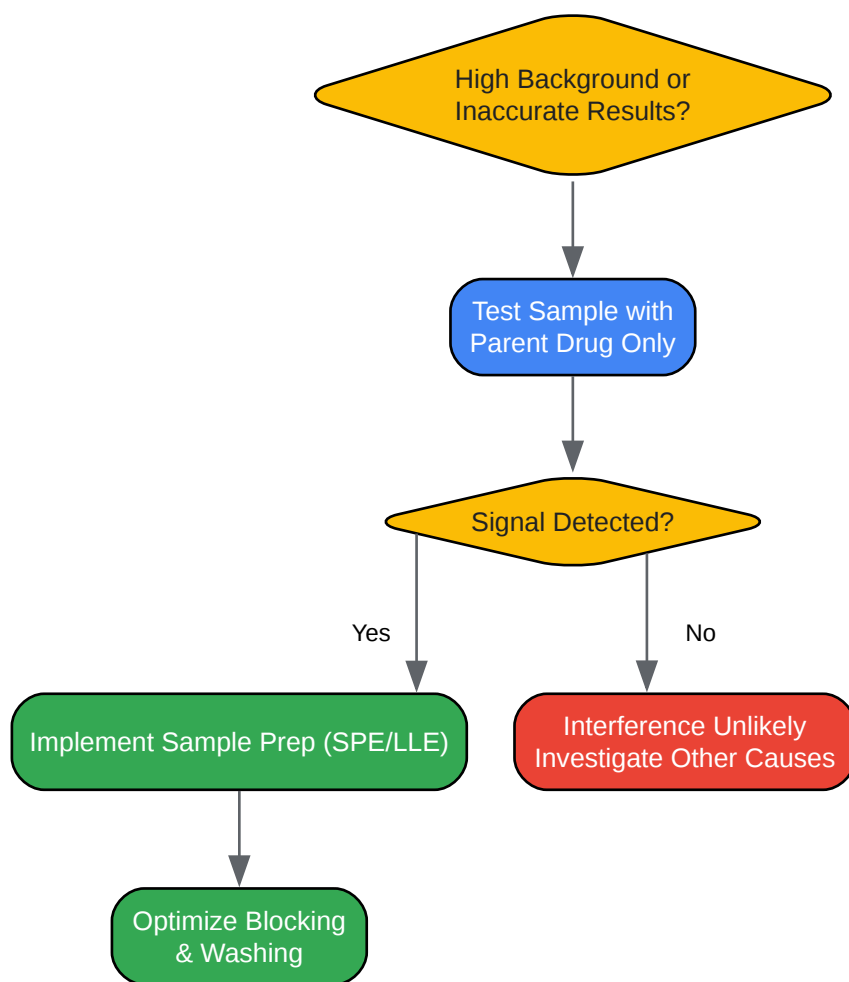 High Background or
Inaccurate Results?
Test Sample with
Parent Drug Only
Signal Detected?
Yes
No
Implement Sample Prep (SPE/LLE)
Interference Unlikely
Investigate Other Causes
Optimize Blocking
& Washing